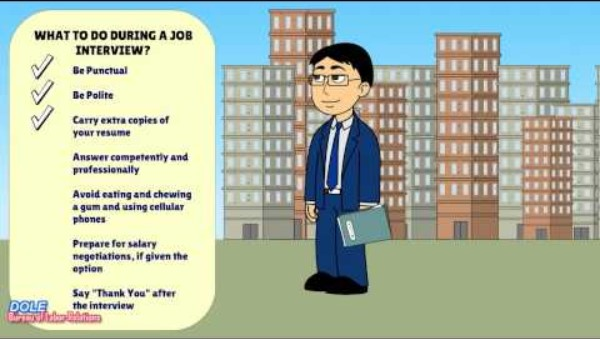 WHAT TO DO DURING A JOB
INTERVIEW?
Be Punctual
Be Polite
Carry extra copies of
your resume
Answer competently and
professionally
Avoid eating and chewing
a gum and using cellular
phones
Prepare for salary
negotiations, if given the
option
Say "Thank You" after
the interview
DOLE
Bureau of Labor Relations